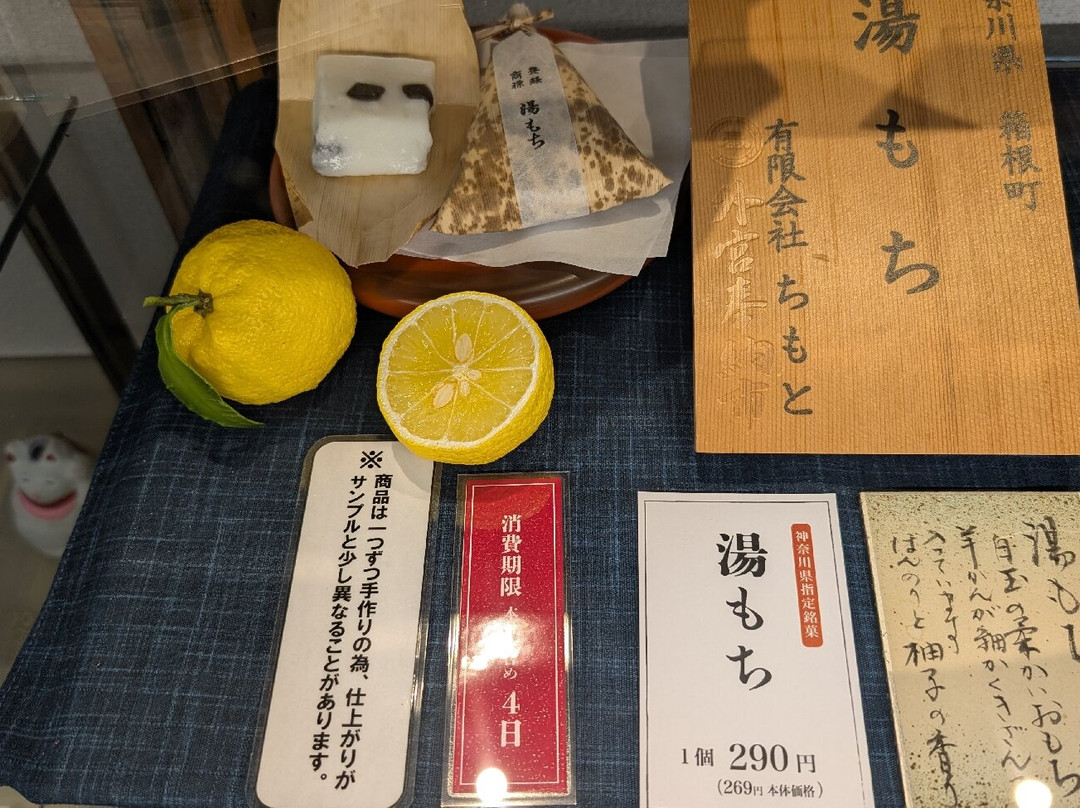 登録
商標
湯もち
奈川県 箱根町
湯もち
有限会社 ちもと
※商品は一つずつ手作りの為、仕上がりが
サンプルと少し異なることがあります。
消費期限
4日
神奈川県指定銘菓
湯もち
1個 290円
(269円 本体価格)
湯もち
白玉の柔かいおもち
羊かんが細かくきざん
入っています
ほんのりと柚子の香り